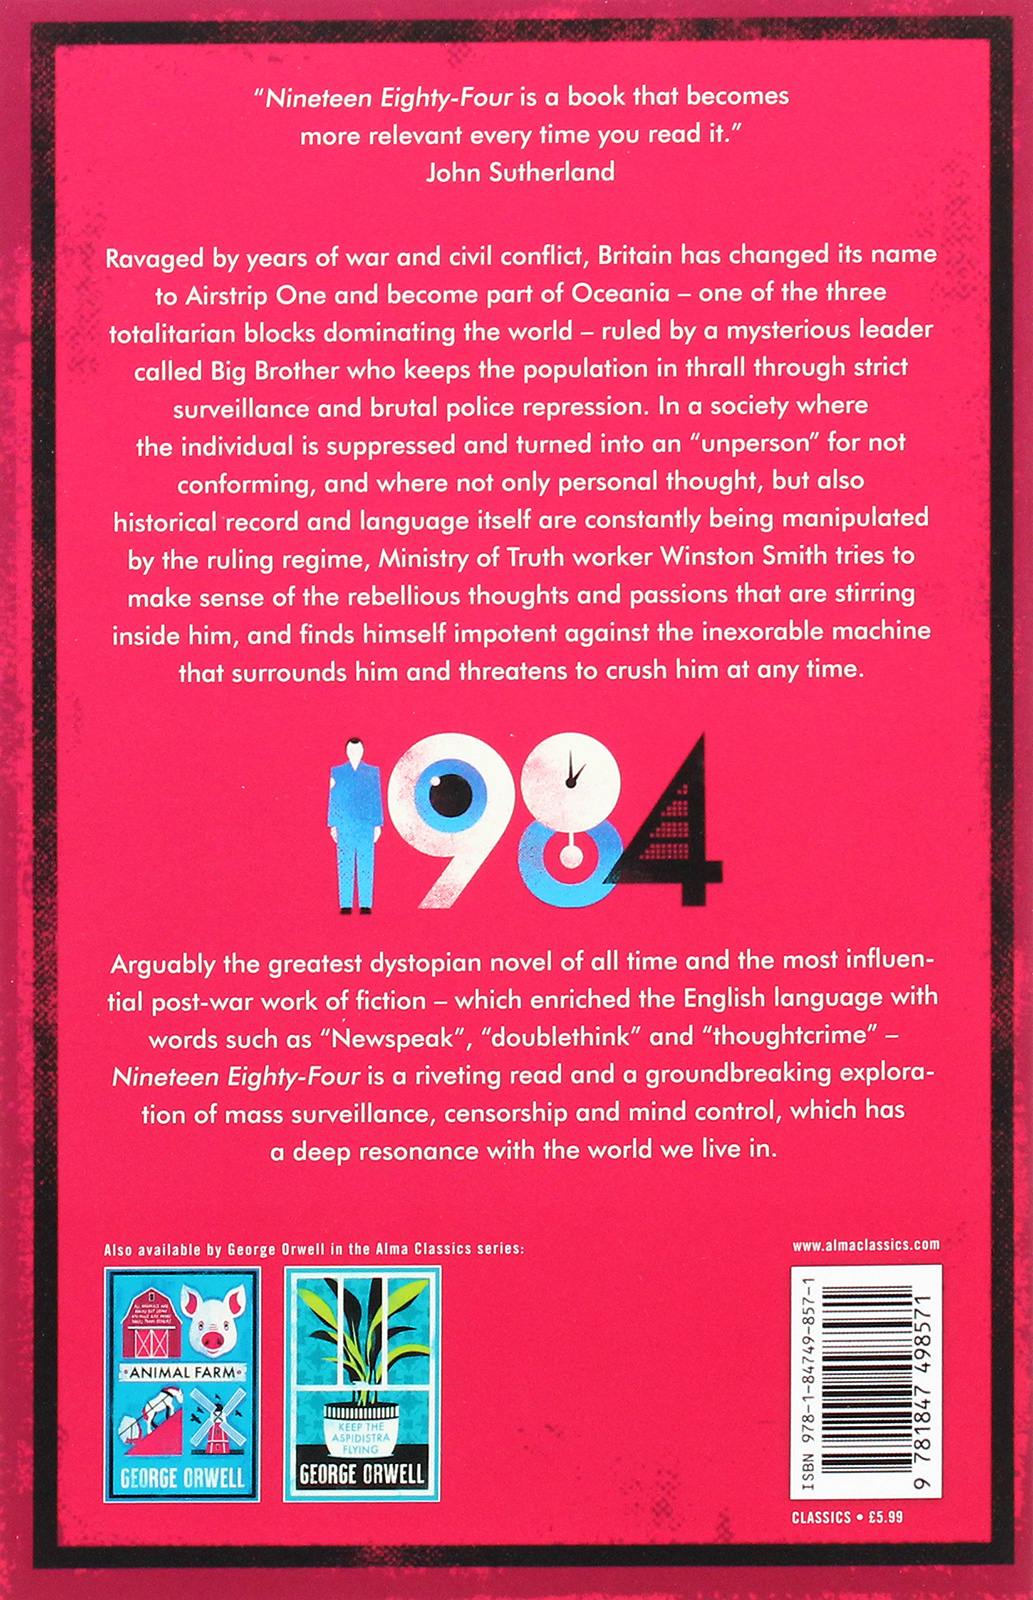 “Nineteen Eighty-Four is a book that becomes
more relevant every time you read it.”
John Sutherland
Ravaged by years of war and civil conflict, Britain has changed its name
to Airstrip One and become part of Oceania – one of the three
totalitarian blocks dominating the world – ruled by a mysterious leader
called Big Brother who keeps the population in thrall through strict
surveillance and brutal police repression. In a society where
the individual is suppressed and turned into an “unperson” for not
conforming, and where not only personal thought, but also
historical record and language itself are constantly being manipulated
by the ruling regime, Ministry of Truth worker Winston Smith tries to
make sense of the rebellious thoughts and passions that are stirring
inside him, and finds himself impotent against the inexorable machine
that surrounds him and threatens to crush him at any time.
1984
Arguably the greatest dystopian novel of all time and the most influen-
tial post-war work of fiction – which enriched the English language with
words such as “Newspeak”, “doublethink” and “thoughtcrime” –
Nineteen Eighty-Four is a riveting read and a groundbreaking explora-
tion of mass surveillance, censorship and mind control, which has
a deep resonance with the world we live in.
Also available by George Orwell in the Alma Classics series:
ALL ANIMALS ARE
EQUAL BUT SOME
ANIMALS ARE MORE
EQUAL THAN OTHERS
ANIMAL FARM
GEORGE ORWELL
KEEP THE
ASPIDISTRA
FLYING
GEORGE ORWELL
www.almaclassics.com
ISBN 978-1-84749-857-1
9 781847 498571
CLASSICS • £5.99